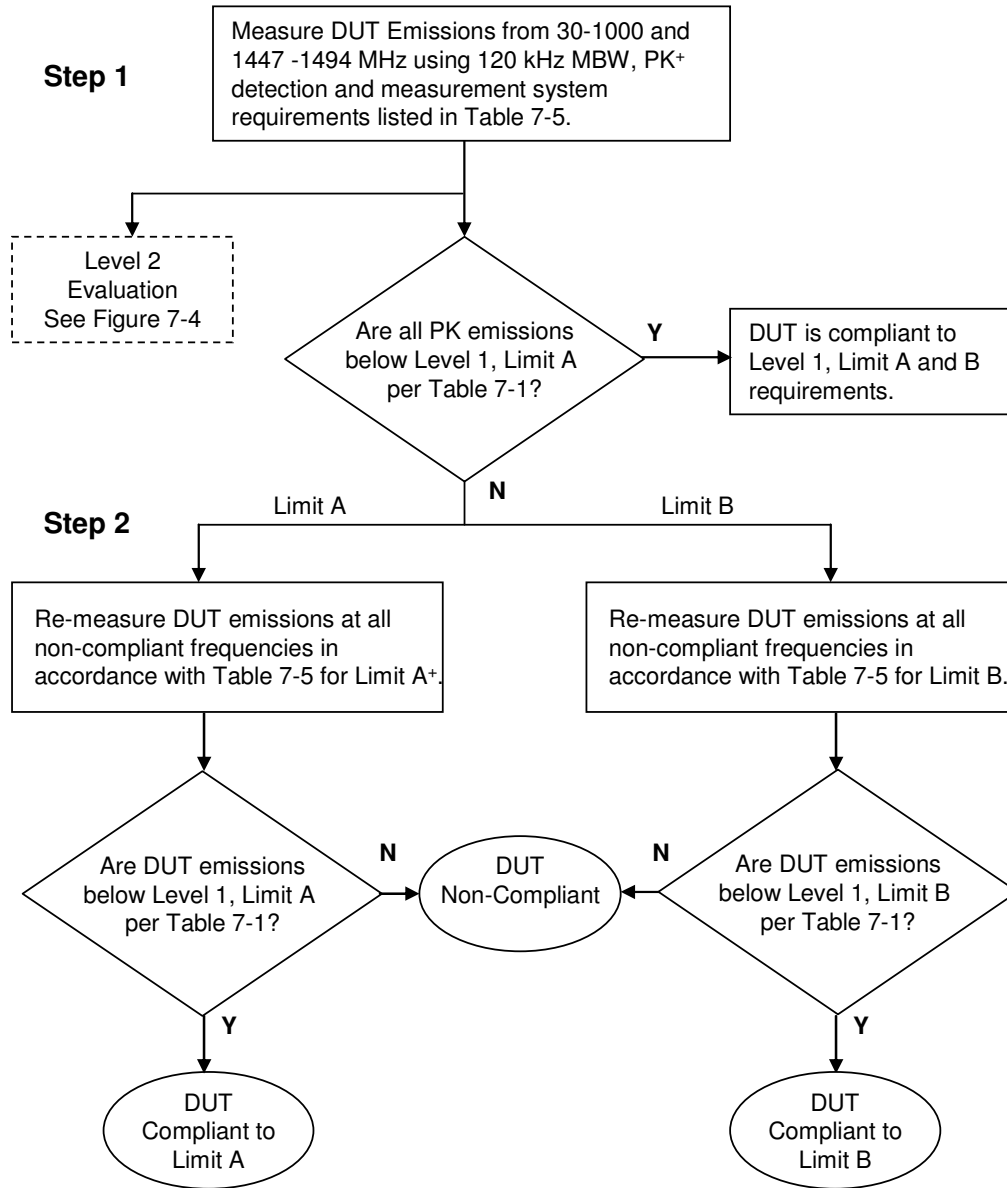 Measure DUT Emissions from 30-1000 and
1447 -1494 MHz using 120 kHz MBW, PK+
detection and measurement system
requirements listed in Table 7-5.
Step 1
Level 2
Evaluation
See Figure 7-4
Are all PK emissions
below Level 1, Limit A
per Table 7-1?
Y
DUT is compliant to
Level 1, Limit A and B
requirements.
N
Limit A
Limit B
Step 2
Re-measure DUT emissions at all
non-compliant frequencies in
accordance with Table 7-5 for Limit A+.
Re-measure DUT emissions at all
non-compliant frequencies in
accordance with Table 7-5 for Limit B.
Are DUT emissions
below Level 1, Limit A
per Table 7-1?
N
DUT
Non-Compliant
N
Are DUT emissions
below Level 1, Limit B
per Table 7-1?
Y
Y
DUT
Compliant to
Limit A
DUT
Compliant to
Limit B